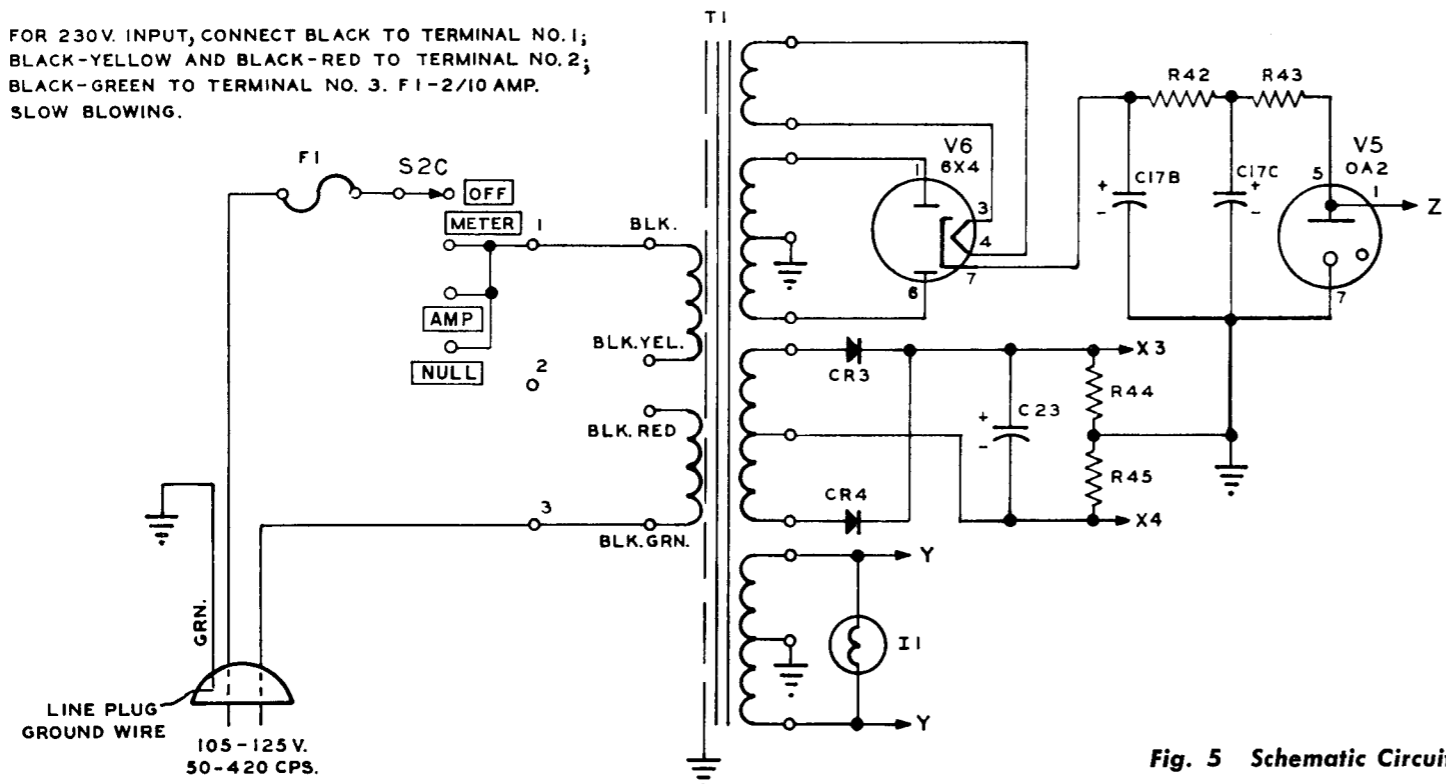 FOR 230V. INPUT, CONNECT BLACK TO TERMINAL NO. 1;
BLACK-YELLOW AND BLACK-RED TO TERMINAL NO. 2;
BLACK-GREEN TO TERMINAL NO. 3. F1-2/10 AMP.
SLOW BLOWING.
T1
F1
S2C
OFF
METER
AMP
NULL
1
2
3
BLK.
BLK.YEL.
BLK.RED
BLK.GRN.
GRN.
LINE PLUG
GROUND WIRE
105-125V.
50-420 CPS.
V6
6X4
1
3
4
7
6
R42
R43
C17B
+
-
C17C
+
-
V5
OA2
5
1
7
Z
CR3
CR4
C23
+
-
R44
R45
X3
X4
Y
I1
Y
Fig. 5 Schematic Circuit